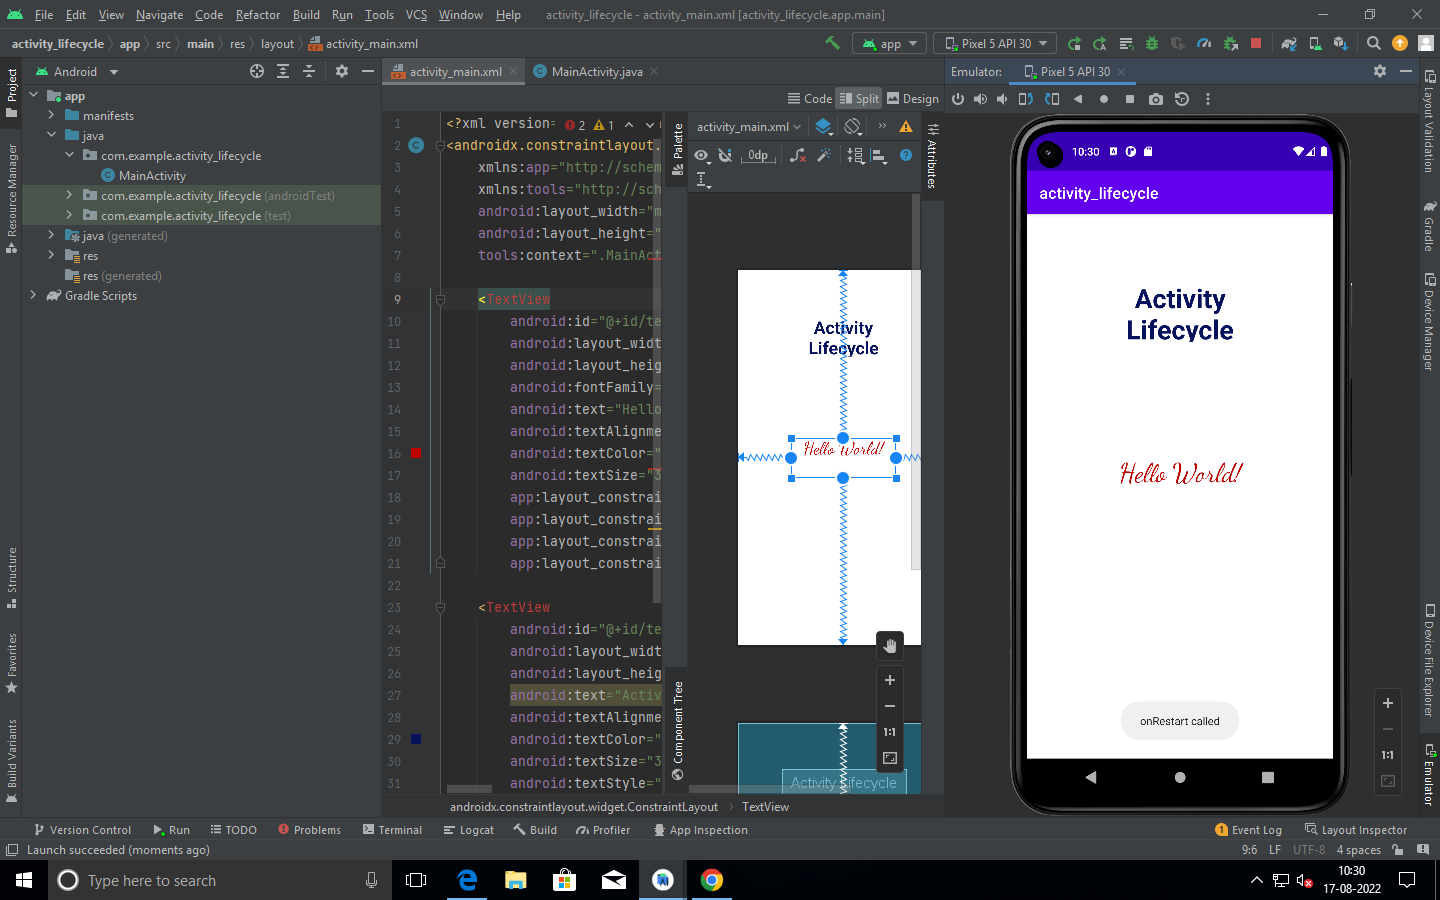 File Edit View Navigate Code Refactor Build Run Tools VCS Window Help activity_lifecycle - activity_main.xml [activity_lifecycle.app.main]
activity_lifecycle app src main res layout activity_main.xml
app Pixel 5 API 30
Project
Resource Manager
Structure
Favorites
Build Variants
Android
app
manifests
java
com.example.activity_lifecycle
MainActivity
com.example.activity_lifecycle (androidTest)
com.example.activity_lifecycle (test)
java (generated)
res
res (generated)
Gradle Scripts
activity_main.xml MainActivity.java
Code Split Design
2 1
1 <?xml version=
2 <androidx.constraintlayout.
3 xmlns:app="http://schem
4 xmlns:tools="http://sch
5 android:layout_width="m
6 android:layout_height="
7 tools:context=".MainAct
8
9 <TextView
10 android:id="@+id/te
11 android:layout_widt
12 android:layout_heig
13 android:fontFamily=
14 android:text="Hello
15 android:textAlignme
16 android:textColor="
17 android:textSize="3
18 app:layout_constrai
19 app:layout_constrai
20 app:layout_constrai
21 app:layout_constrai
22
23 <TextView
24 android:id="@+id/te
25 android:layout_widt
26 android:layout_heig
27 android:text="Activ
28 android:textAlignme
29 android:textColor="
30 android:textSize="3
31 android:textStyle="
androidx.constraintlayout.widget.ConstraintLayout TextView
Palette
Component Tree
activity_main.xml
0dp
Attributes
Activity
Lifecycle
Hello World!
1:1
Activity Lifecycle
Emulator: Pixel 5 API 30
10:30
activity_lifecycle
Activity
Lifecycle
Hello World!
onRestart called
1:1
Layout Validation
Gradle
Device Manager
Device File Explorer
Emulator
Version Control Run TODO Problems Terminal Logcat Build Profiler App Inspection 1 Event Log Layout Inspector
Launch succeeded (moments ago) 9:6 LF UTF-8 4 spaces
Type here to search
10:30
17-08-2022